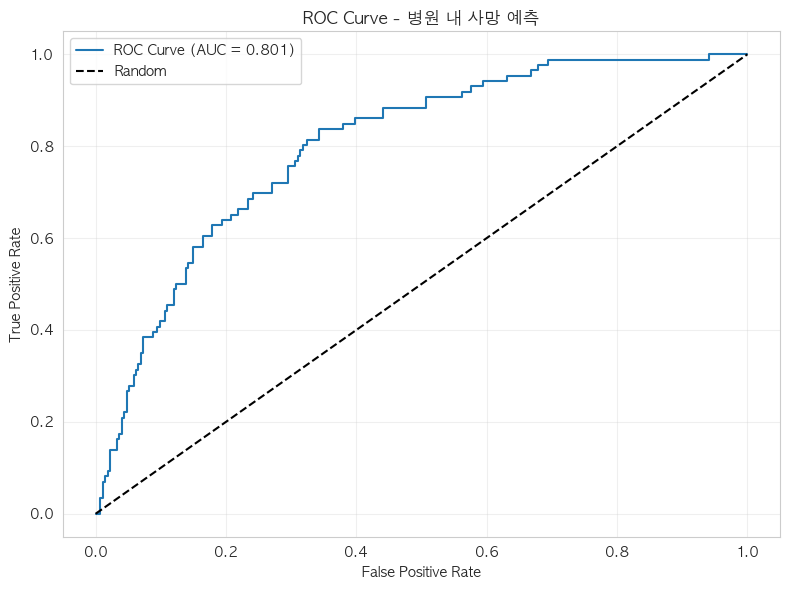 ROC Curve - 병원 내 사망 예측
ROC Curve (AUC = 0.801)
Random
True Positive Rate
1.0
0.8
0.6
0.4
0.2
0.0
0.0 0.2 0.4 0.6 0.8 1.0
False Positive Rate